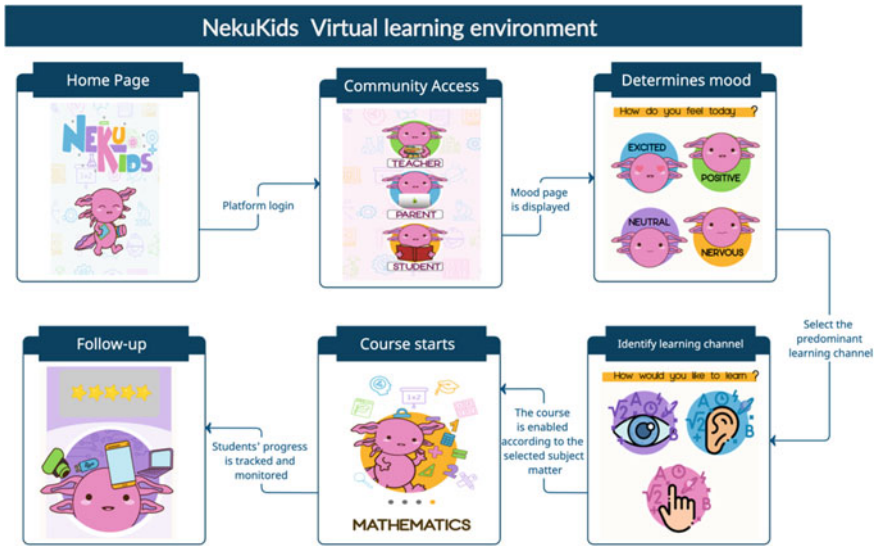 NekuKids Virtual learning environment
Home Page
NEKU
KIDS
Platform login
Community Access
TEACHER
PARENT
STUDENT
Mood page
is displayed
Determines mood
How do you feel today ?
EXCITED
POSITIVE
NEUTRAL
NERVOUS
Select the
predominant
learning channel
Identify learning channel
How would you like to learn ?
The course
is enabled
according to the
selected subject
matter
Course starts
1+2
MATHEMATICS
Students' progress
is tracked and
monitored
Follow-up